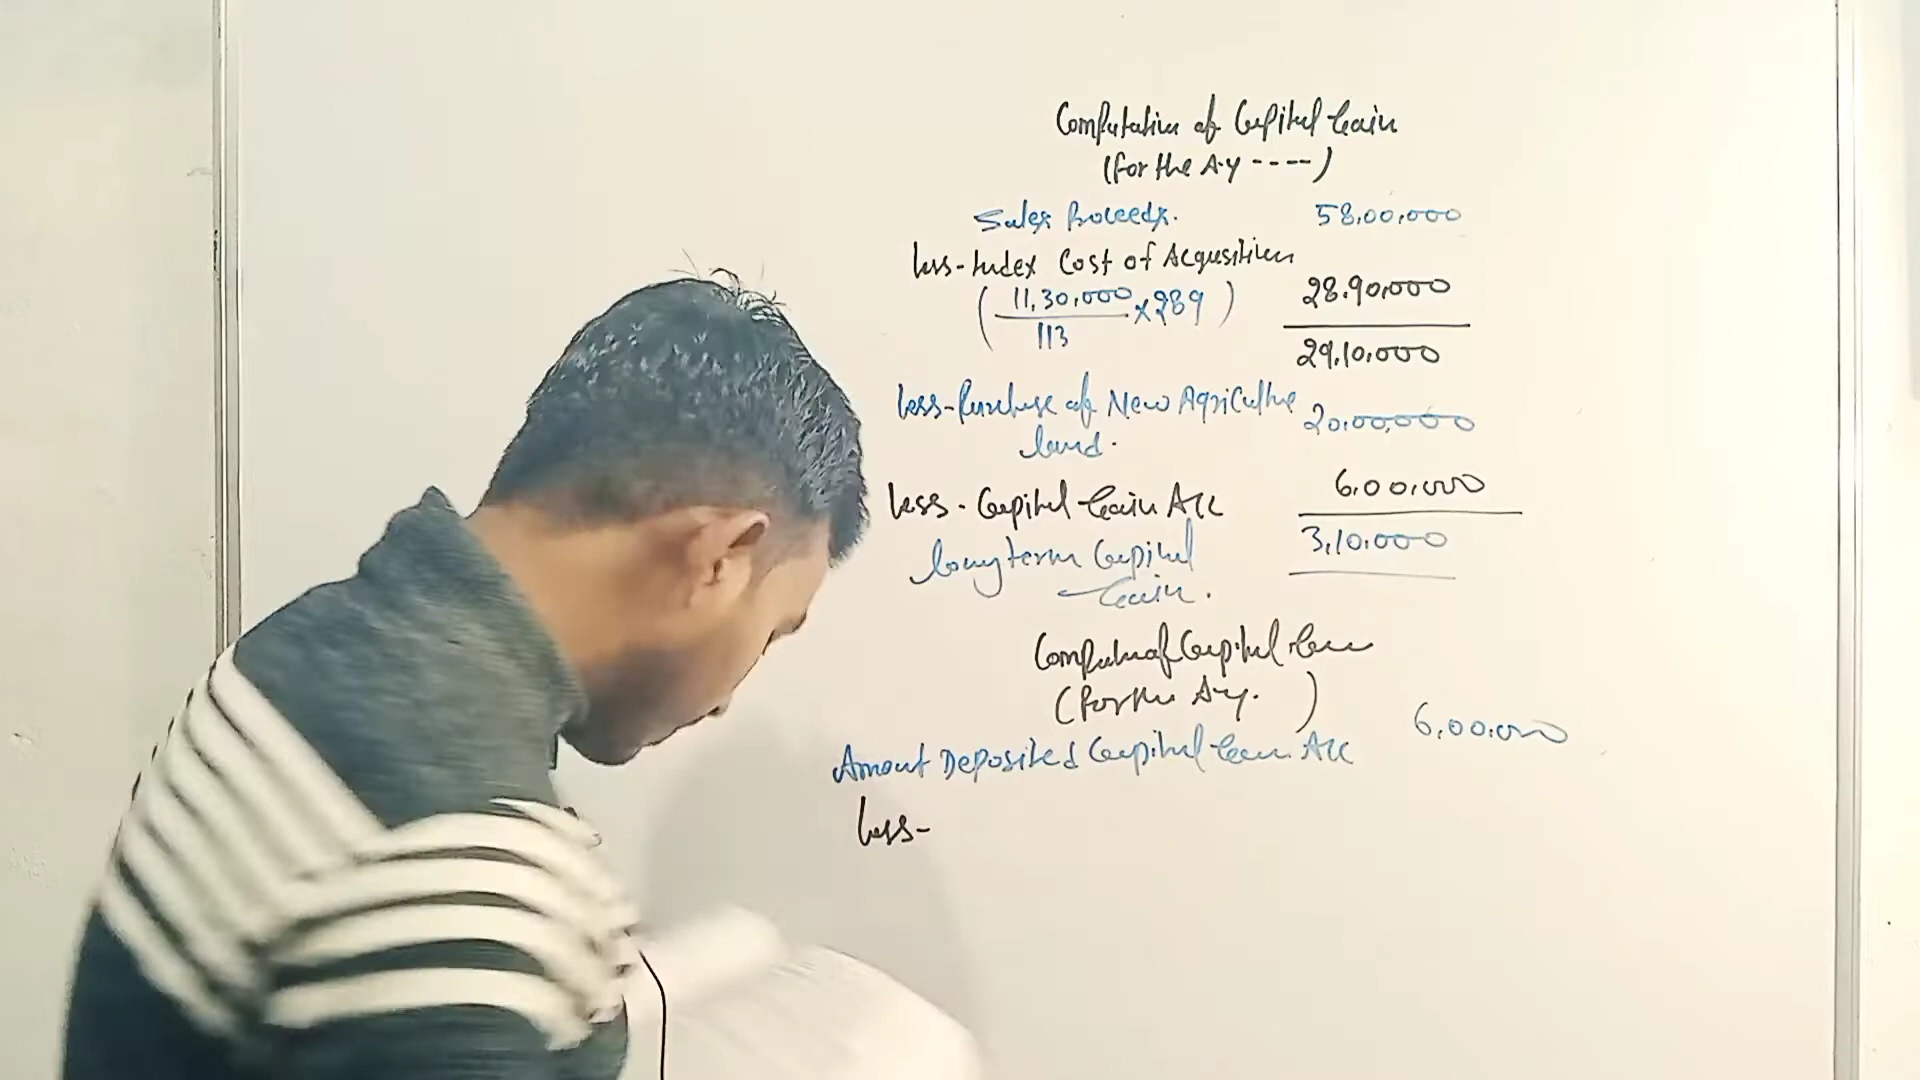 Computation of Capital Gain
(For the A.Y ----)
Sales Proceeds. 58,00,000
Less-Index Cost of Acqusition
(11,30,000/113 × 289) 28,90,000
29,10,000
Less-Purchase of New Agriculture 20,00,000
land.
Less - Capital Gain A/c 6,00,000
Long term Capital 3,10,000
Gain.
of Capital
(For the A.y. )
Amount Deposited Capital Gain A/c 6,00,000
Less-